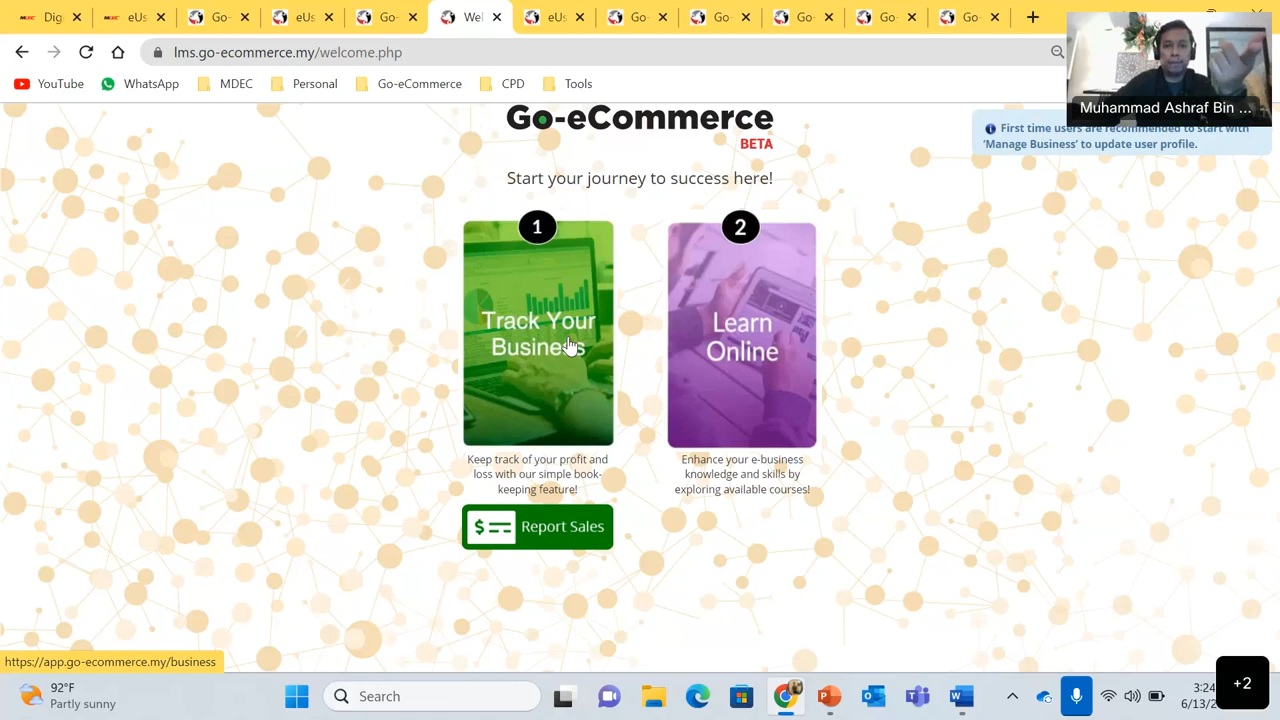 Dig
eUs
Go-
eUs
Go-
Wel
eUs
Go-
Go-
Go-
Go-
Go-
lms.go-ecommerce.my/welcome.php
YouTube
WhatsApp
MDEC
Personal
Go-eCommerce
CPD
Tools
Muhammad Ashraf Bin ...
Go-eCommerce
BETA
First time users are recommended to start with
‘Manage Business’ to update user profile.
Start your journey to success here!
1
2
Track Your
Business
Learn
Online
Keep track of your profit and
loss with our simple book-
keeping feature!
Enhance your e-business
knowledge and skills by
exploring available courses!
$
Report Sales
https://app.go-ecommerce.my/business
92°F
Partly sunny
Search
3:24
6/13/2
+2